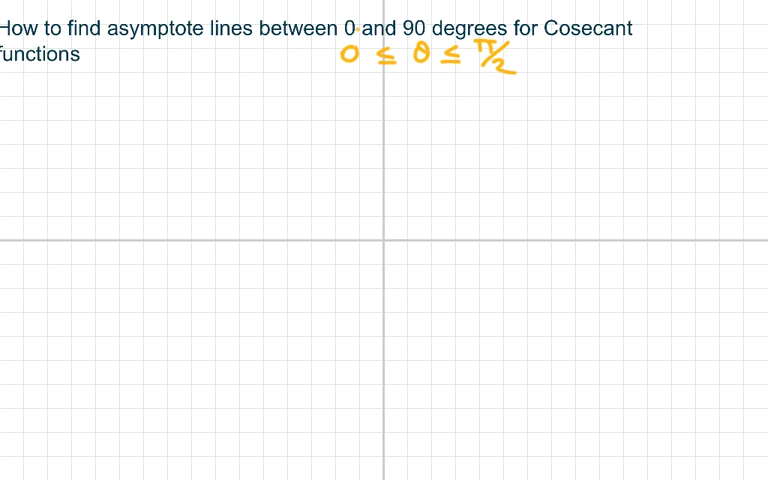 How to find asymptote lines between 0 and 90 degrees for Cosecant
functions
0 ≤ θ ≤ π/2